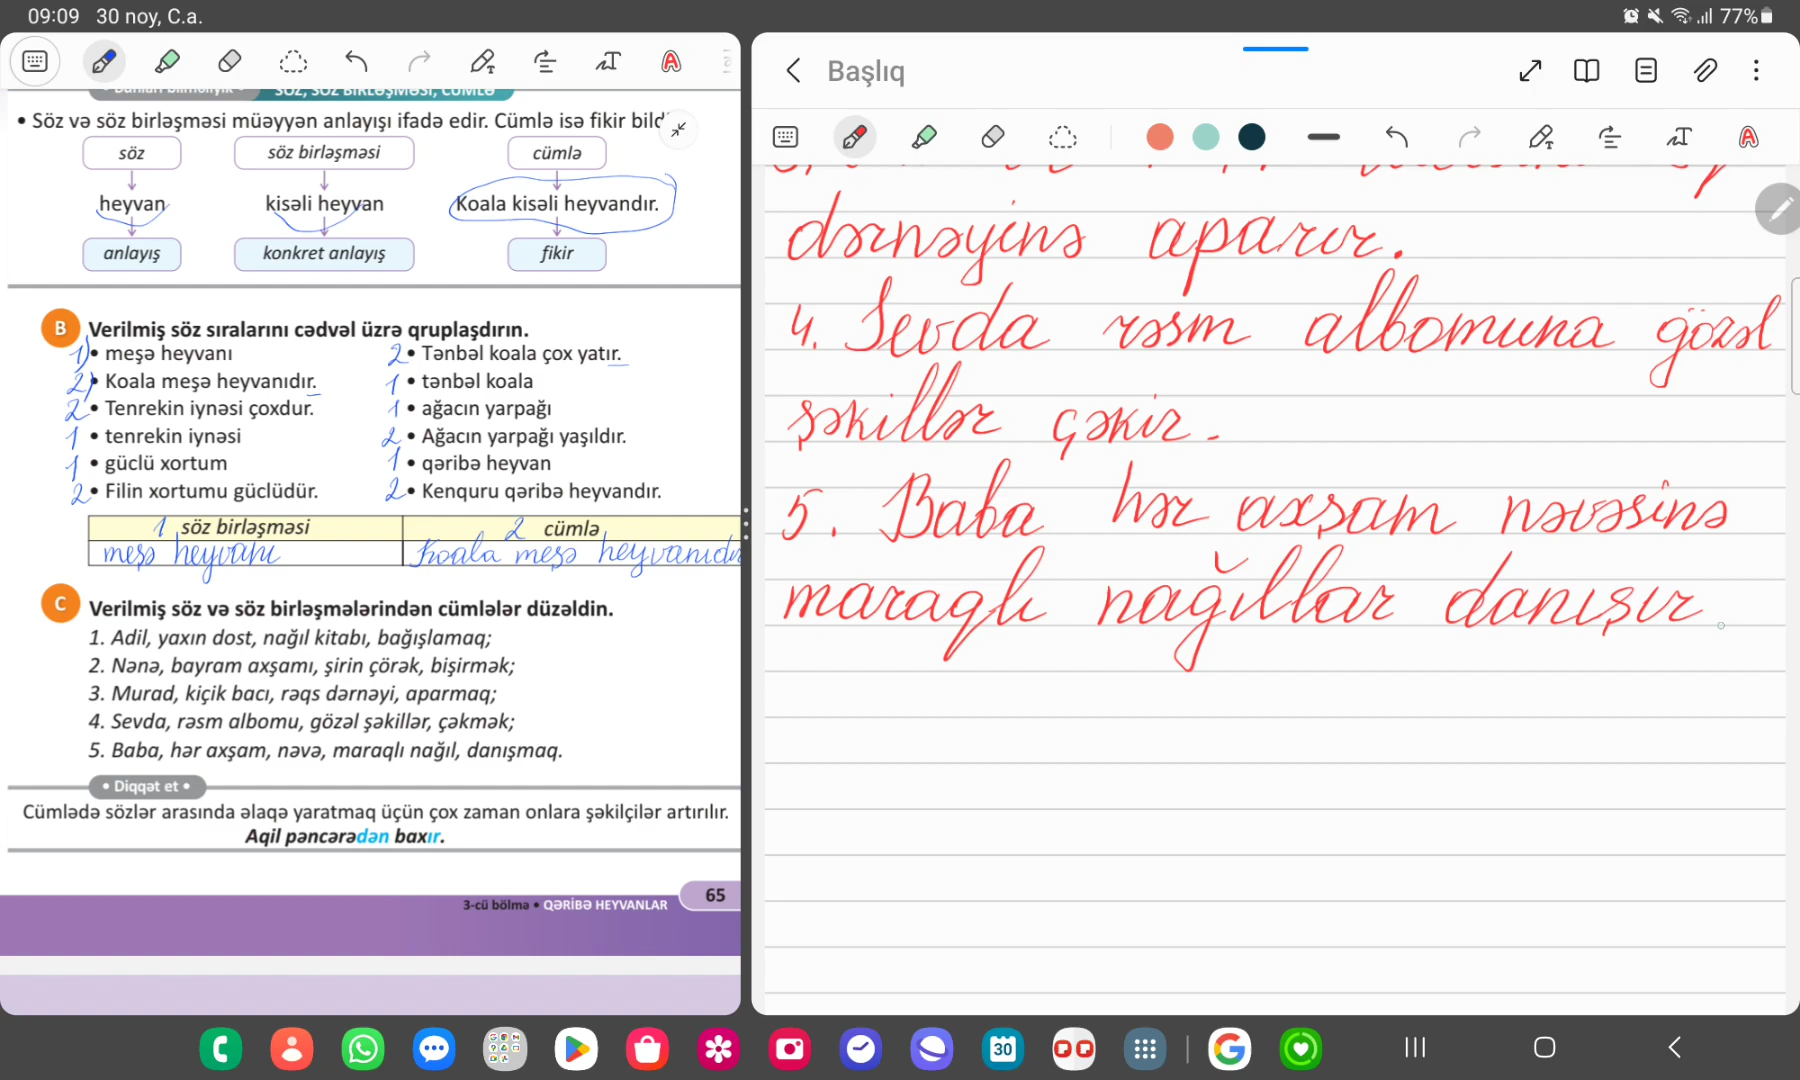 09:09 30 noy, C.a.
77%
• Bunları bilməliyik • SÖZ, SÖZ BİRLƏŞMƏSİ, CÜMLƏ
• Söz və söz birləşməsi müəyyən anlayışı ifadə edir. Cümlə isə fikir bild
söz söz birləşməsi cümlə
heyvan kisəli heyvan Koala kisəli heyvandır.
anlayış konkret anlayış fikir
B Verilmiş söz sıralarını cədvəl üzrə qruplaşdırın.
1) • meşə heyvanı
2) • Koala meşə heyvanıdır.
2 • Tenrekin iynəsi çoxdur.
1 • tenrekin iynəsi
1 • güclü xortum
2 • Filin xortumu güclüdür.
2 • Tənbəl koala çox yatır.
1 • tənbəl koala
1 • ağacın yarpağı
2 • Ağacın yarpağı yaşıldır.
1 • qəribə heyvan
2 • Kenquru qəribə heyvandır.
1 söz birləşməsi 2 cümlə
meşə heyvanı Koala meşə heyvanıdır
C Verilmiş söz və söz birləşmələrindən cümlələr düzəldin.
1. Adil, yaxın dost, nağıl kitabı, bağışlamaq;
2. Nənə, bayram axşamı, şirin çörək, bişirmək;
3. Murad, kiçik bacı, rəqs dərnəyi, aparmaq;
4. Sevda, rəsm albomu, gözəl şəkillər, çəkmək;
5. Baba, hər axşam, nəvə, maraqlı nağıl, danışmaq.
• Diqqət et •
Cümlədə sözlər arasında əlaqə yaratmaq üçün çox zaman onlara şəkilçilər artırılır.
Aqil pəncərədən baxır.
65
3-cü bölmə • QƏRİBƏ HEYVANLAR
Başlıq
dərnəyinə aparır.
4. Sevda rəsm albomuna gözəl
şəkillər çəkir.
5. Baba hər axşam nəvəsinə
maraqlı nağıllar danışır
30